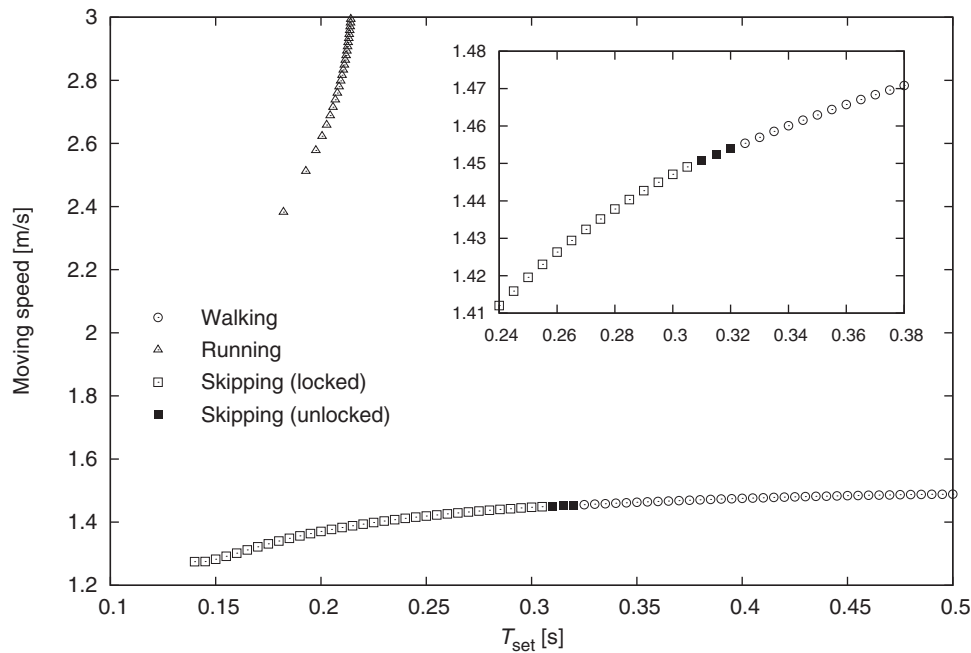 3
2.8
2.6
2.4
2.2
2
1.8
1.6
1.4
1.2
Moving speed [m/s]
1.48
1.47
1.46
1.45
1.44
1.43
1.42
1.41
0.24 0.26 0.28 0.3 0.32 0.34 0.36 0.38
Walking
Running
Skipping (locked)
Skipping (unlocked)
0.1 0.15 0.2 0.25 0.3 0.35 0.4 0.45 0.5
Tset [s]